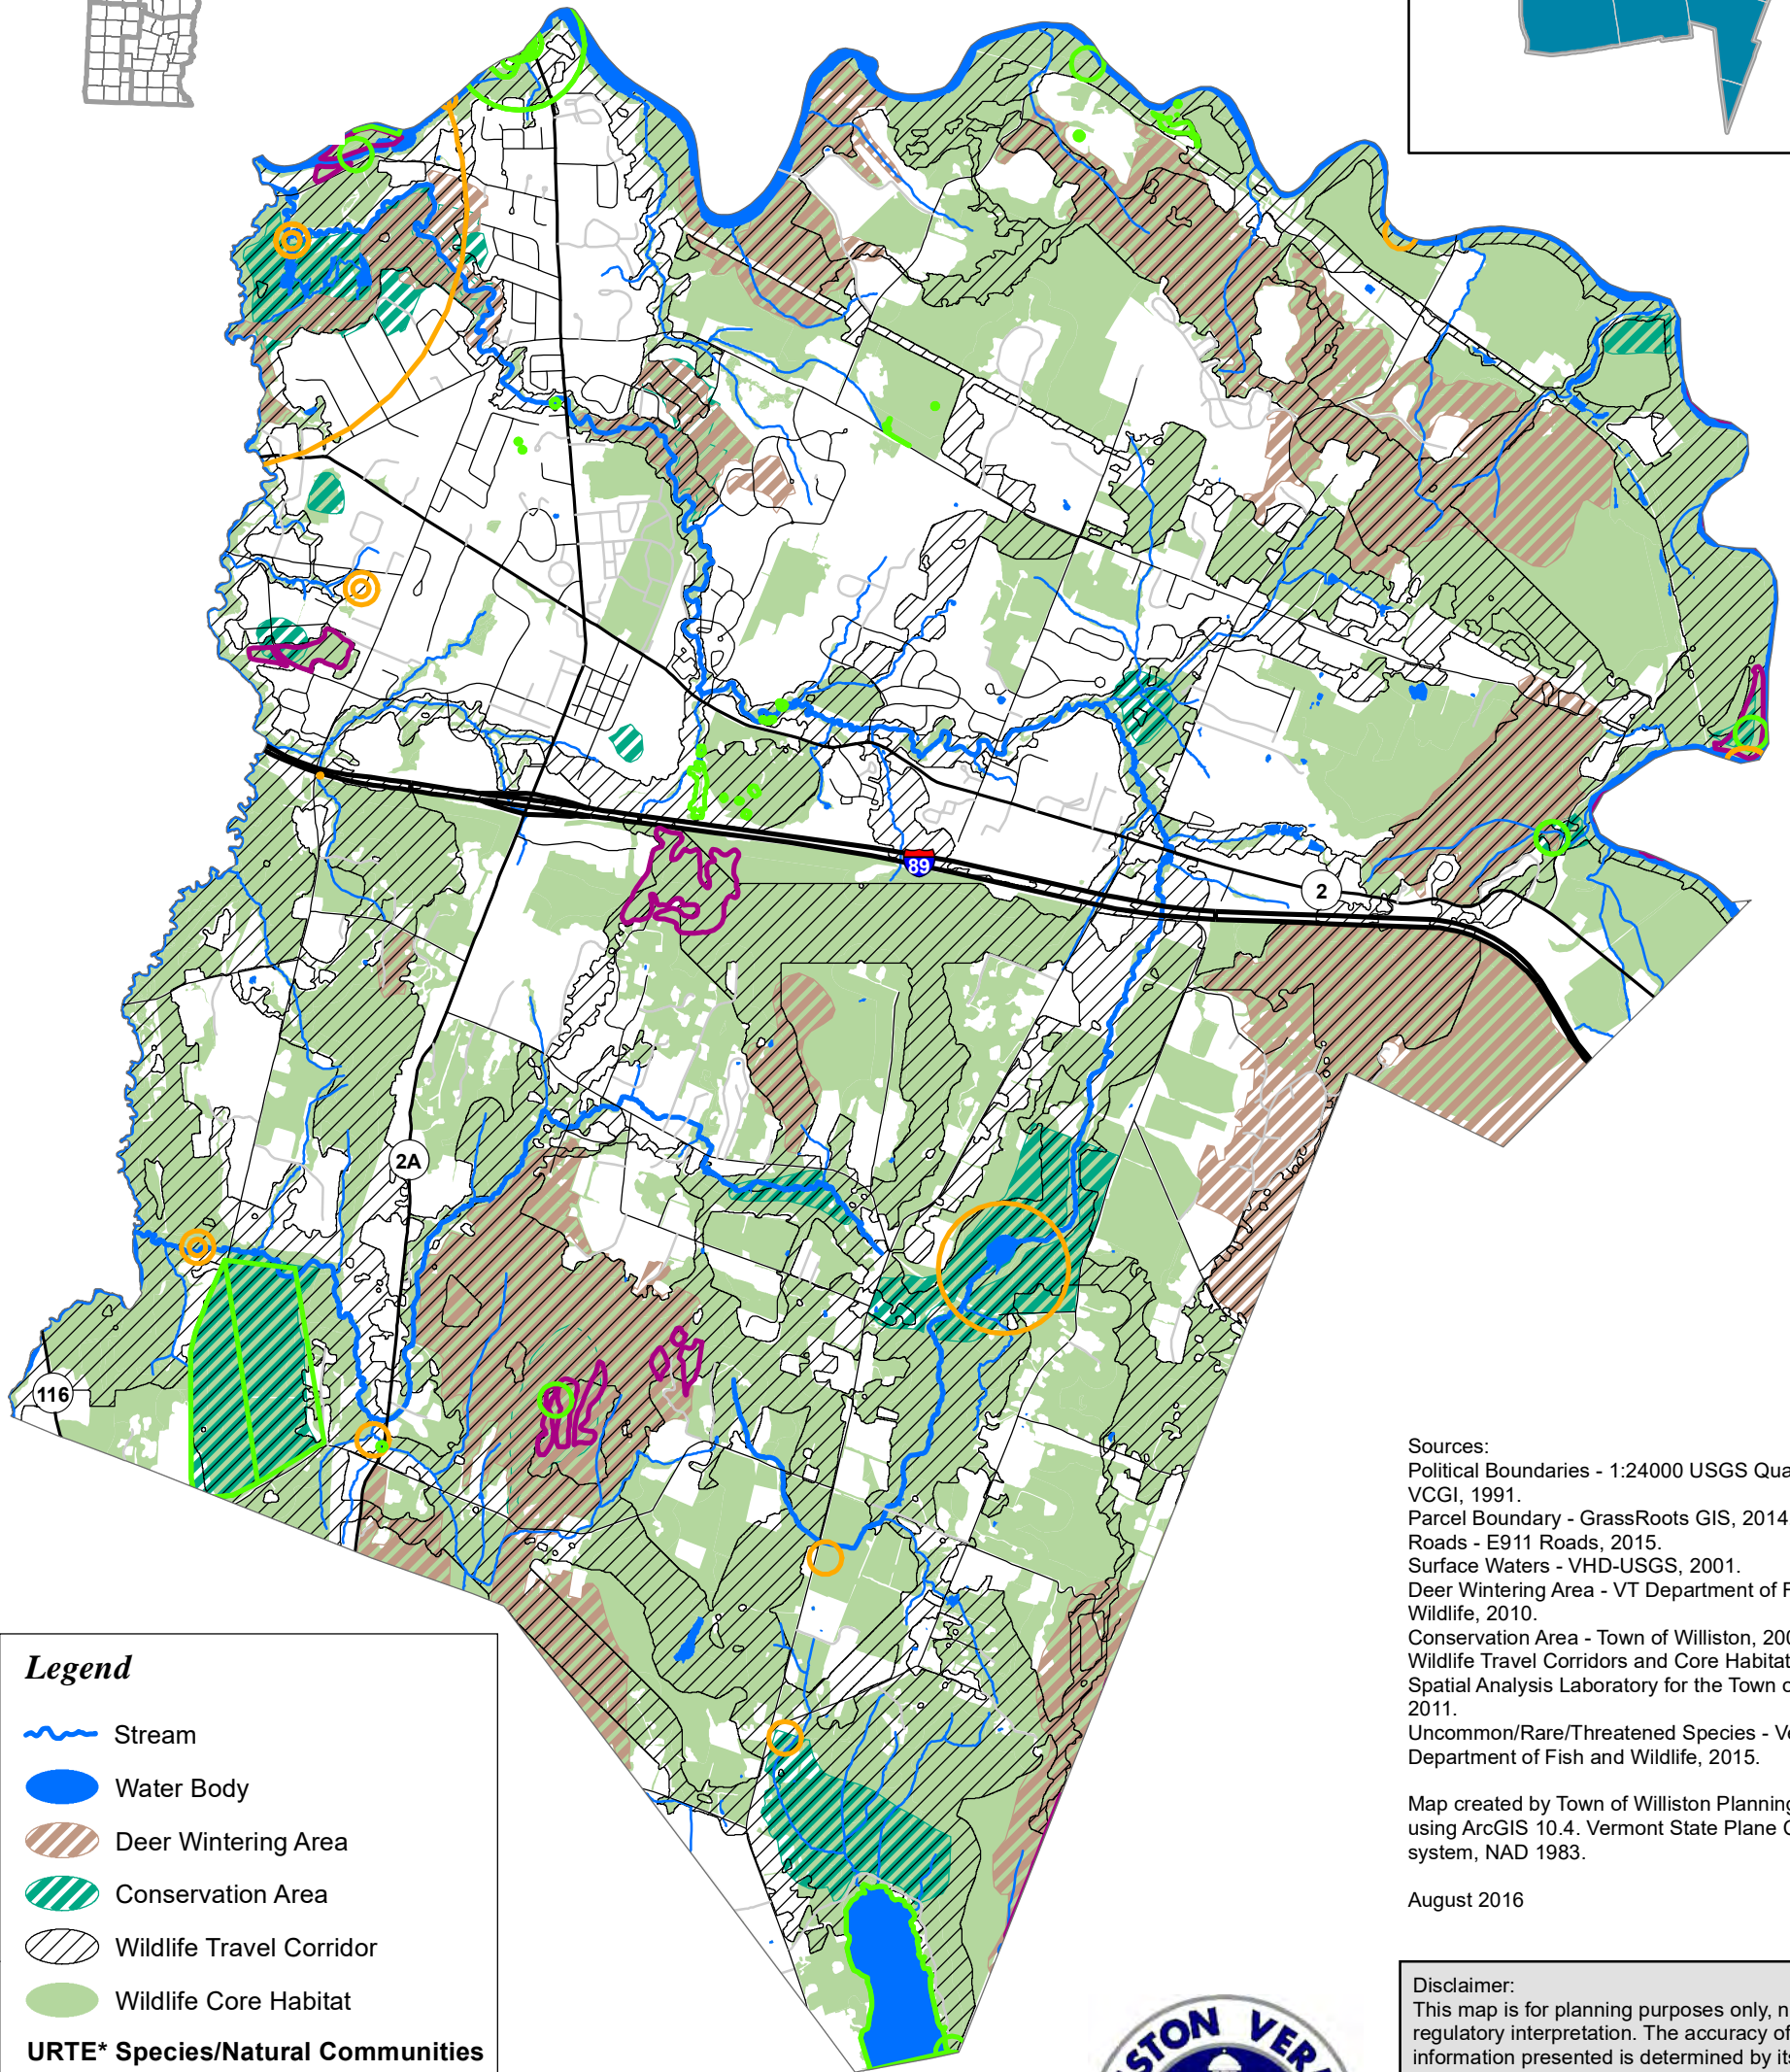 89
2
2A
116
Sources:
Political Boundaries - 1:24000 USGS
VCGI, 1991.
Parcel Boundary - GrassRoots GIS, 2014
Roads - E911 Roads, 2015.
Surface Waters - VHD-USGS, 2001.
Deer Wintering Area - VT Department of
Wildlife, 2010.
Conservation Area - Town of Williston,
Wildlife Travel Corridors and Core Habitat
Spatial Analysis Laboratory for the Town
2011.
Uncommon/Rare/Threatened Species -
Department of Fish and Wildlife, 2015.
Map created by Town of Williston Planning
using ArcGIS 10.4. Vermont State Plane
system, NAD 1983.
August 2016
Legend
Stream
Water Body
Deer Wintering Area
Conservation Area
Wildlife Travel Corridor
Wildlife Core Habitat
URTE* Species/Natural Communities
Disclaimer:
This map is for planning purposes only,
regulatory interpretation. The accuracy of
information presented is determined by